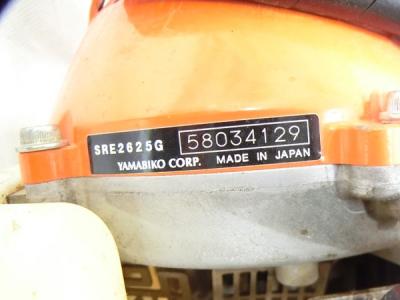 SRE2625G 58034129
YAMABIKO CORP. MADE IN JAPAN